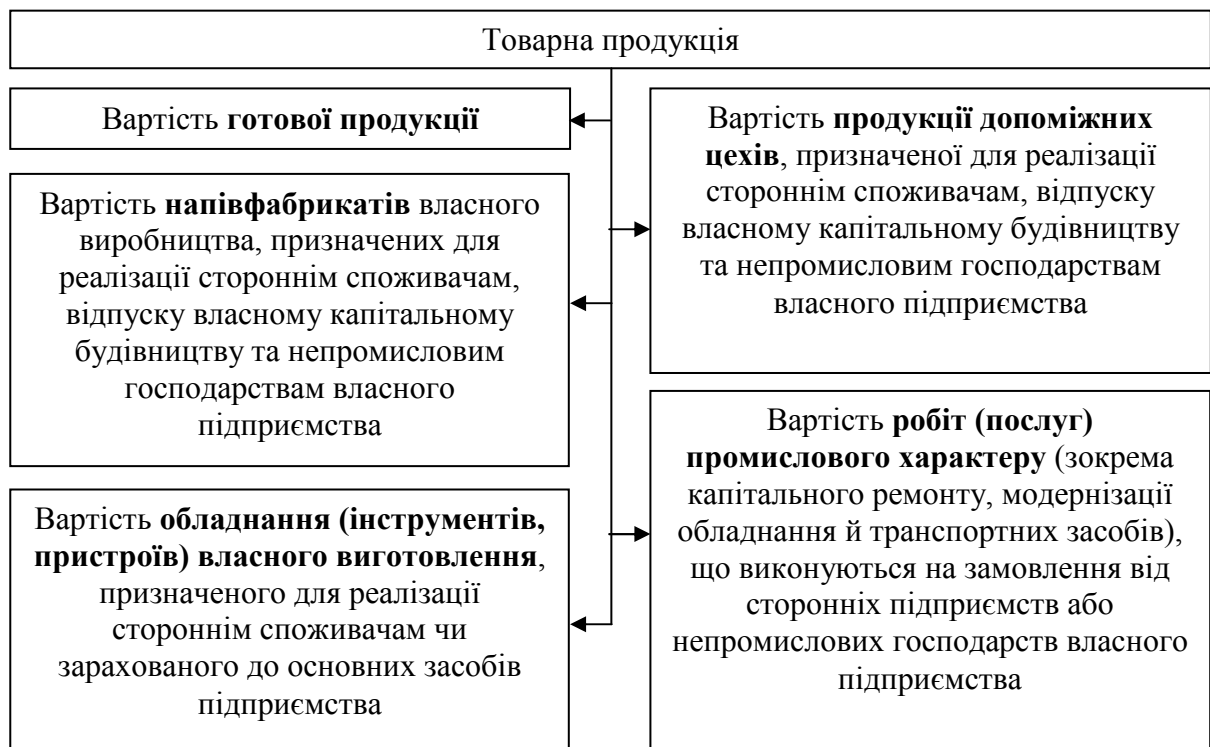 Товарна продукція
Вартість готової продукції
Вартість напівфабрикатів власного
виробництва, призначених для
реалізації стороннім споживачам,
відпуску власному капітальному
будівництву та непромисловим
господарствам власного
підприємства
Вартість обладнання (інструментів,
пристроїв) власного виготовлення,
призначеного для реалізації
стороннім споживачам чи
зарахованого до основних засобів
підприємства
Вартість продукції допоміжних
цехів, призначеної для реалізації
стороннім споживачам, відпуску
власному капітальному будівництву
та непромисловим господарствам
власного підприємства
Вартість робіт (послуг)
промислового характеру (зокрема
капітального ремонту, модернізації
обладнання й транспортних засобів),
що виконуються на замовлення від
сторонніх підприємств або
непромислових господарств власного
підприємства